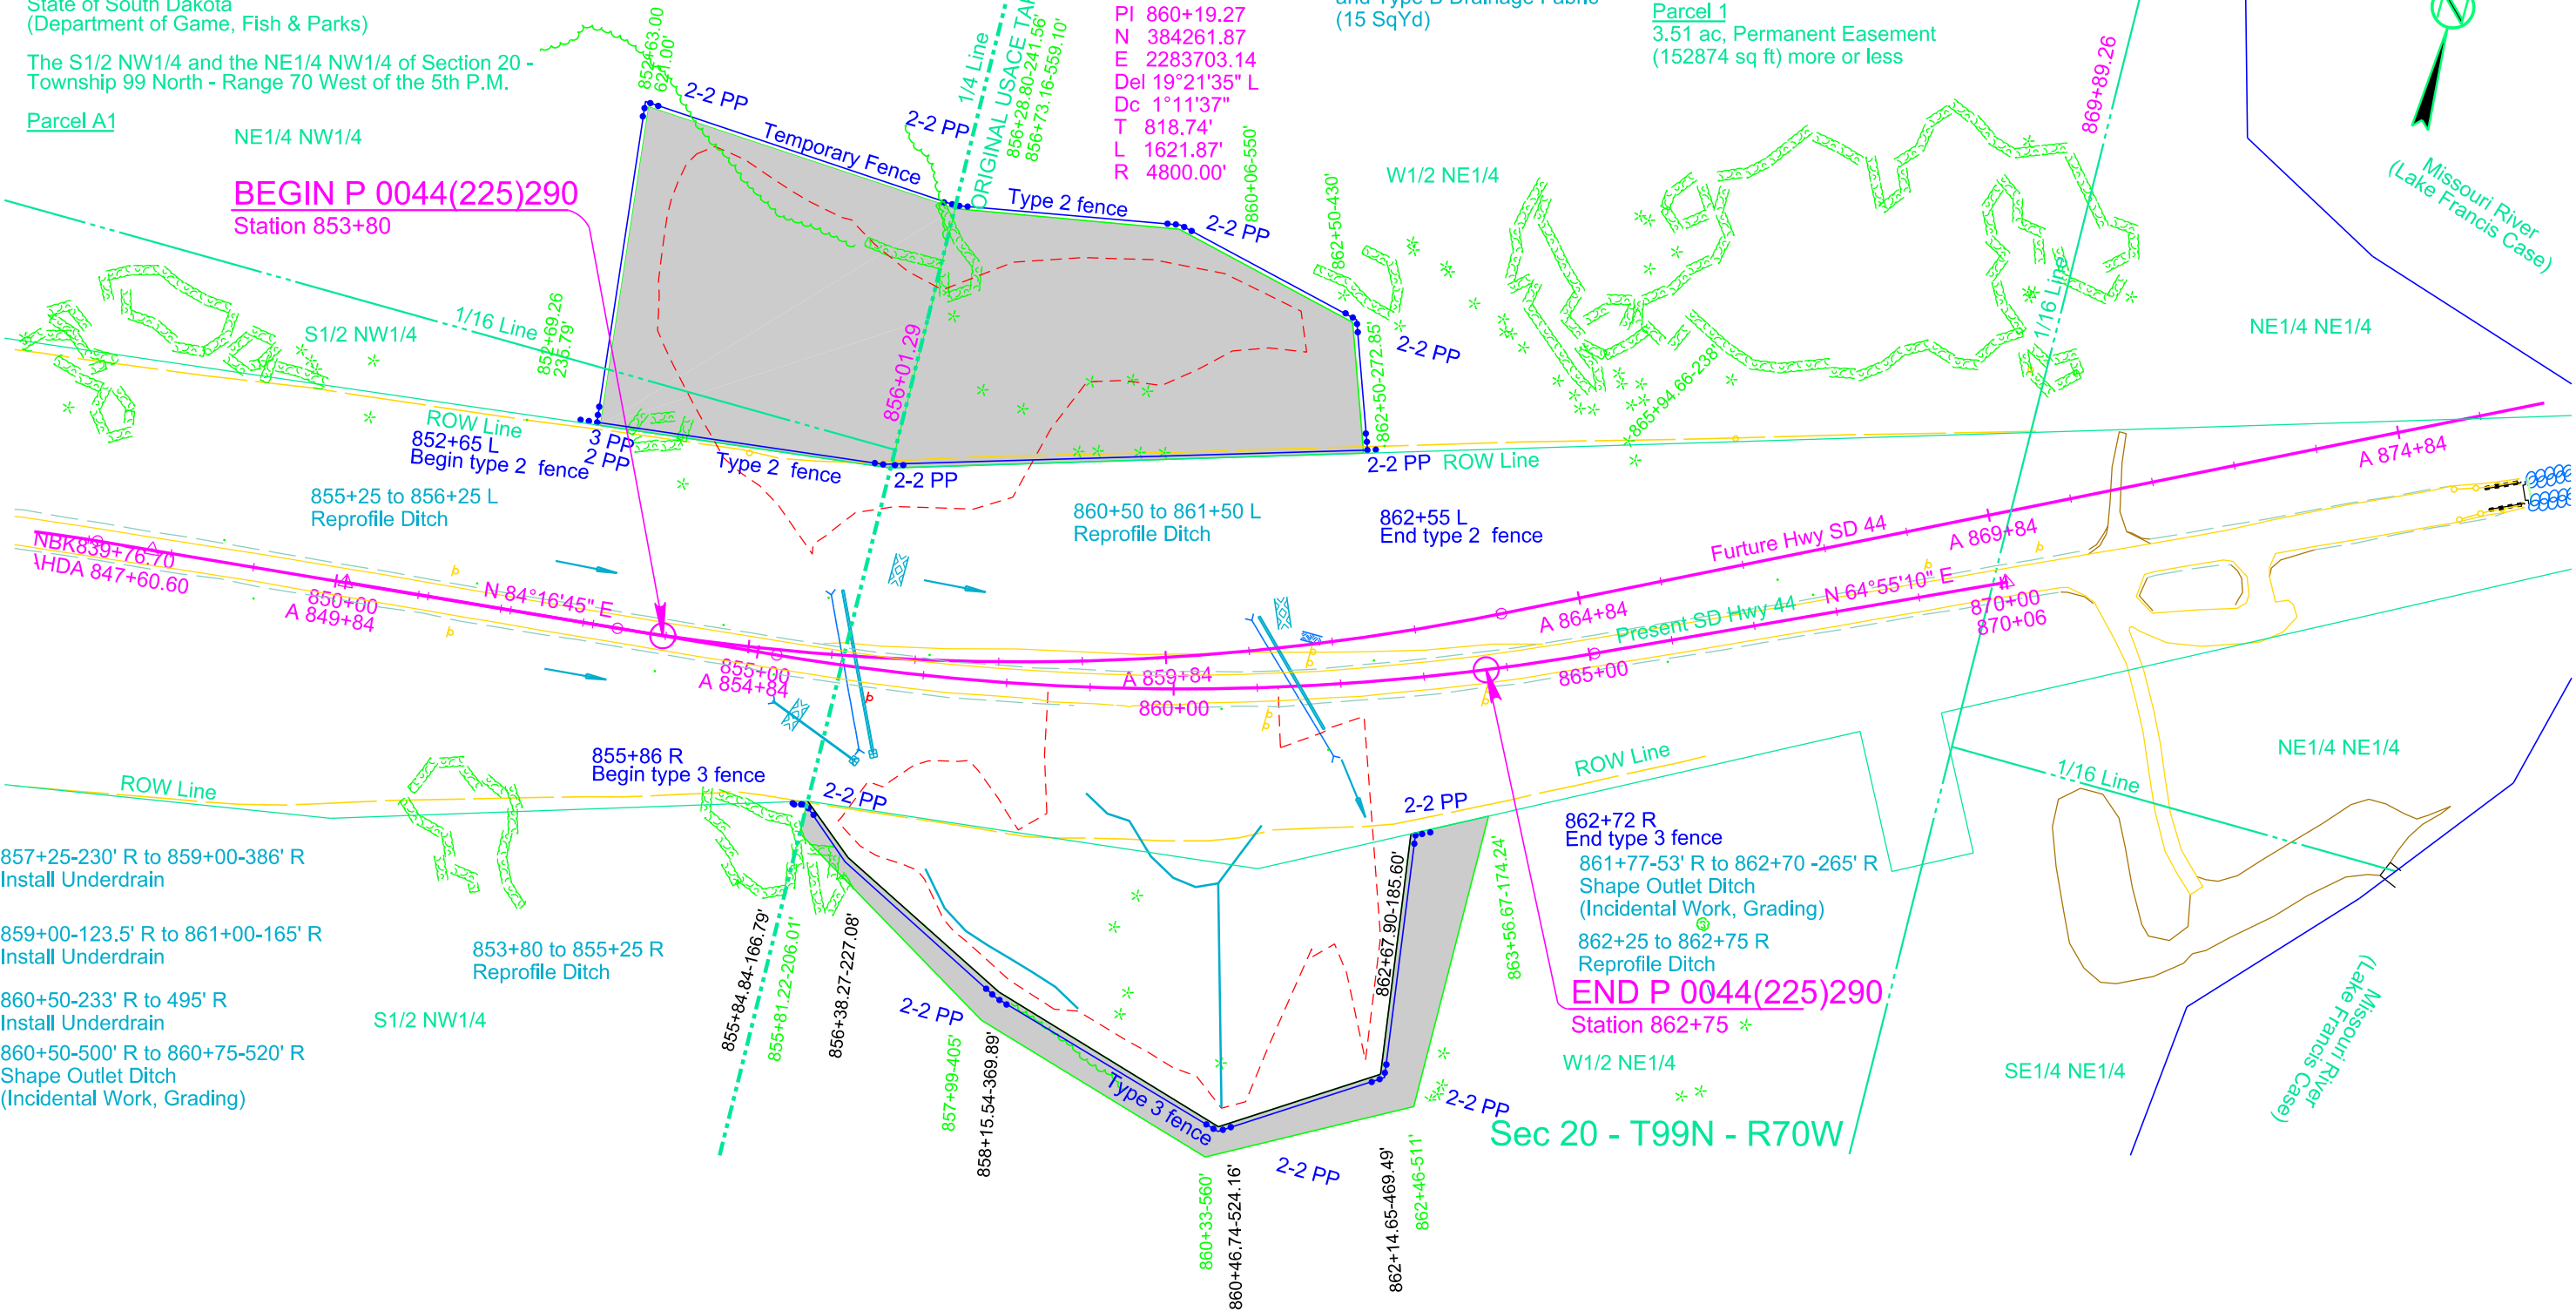 State of South Dakota
(Department of Game, Fish & Parks)
The S1/2 NW1/4 and the NE1/4 NW1/4 of Section 20 -
Township 99 North - Range 70 West of the 5th P.M.
Parcel A1
NE1/4 NW1/4
BEGIN P 0044(225)290
Station 853+80
852+63.00
621.00'
2-2 PP
Temporary Fence
2-2 PP
1/4 Line
ORIGINAL USACE
856+28.80-241.56'
856+73.16-559.10'
PI 860+19.27
N 384261.87
E 2283703.14
Del 19°21'35" L
Dc 1°11'37"
T 818.74'
L 1621.87'
R 4800.00'
and Type B Drainage Fabric
(15 SqYd)
Parcel 1
3.51 ac, Permanent Easement
(152874 sq ft) more or less
869+89.26
Missouri River
(Lake Francis Case)
W1/2 NE1/4
Type 2 fence
2-2 PP
860+06-550'
862+50-430'
2-2 PP
862+50-272.85'
865+94.66-238'
1/16 Line
NE1/4 NE1/4
S1/2 NW1/4
1/16 Line
852+69.26
235.79'
856+01.29
ROW Line
852+65 L
Begin type 2 fence
3 PP
2 PP
Type 2 fence
2-2 PP
2-2 PP
ROW Line
855+25 to 856+25 L
Reprofile Ditch
860+50 to 861+50 L
Reprofile Ditch
862+55 L
End type 2 fence
Furture Hwy SD 44
A 869+84
A 874+84
NBK839+76.70
AHDA 847+60.60
850+00
A 849+84
N 84°16'45" E
855+00
A 854+84
A 859+84
860+00
A 864+84
865+00
Present SD Hwy 44
N 64°55'10" E
870+00
870+06
ROW Line
855+86 R
Begin type 3 fence
2-2 PP
ROW Line
2-2 PP
1/16 Line
NE1/4 NE1/4
862+72 R
End type 3 fence
861+77-53' R to 862+70 -265' R
Shape Outlet Ditch
(Incidental Work, Grading)
862+25 to 862+75 R
Reprofile Ditch
END P 0044(225)290
Station 862+75
W1/2 NE1/4
SE1/4 NE1/4
Missouri River
(Lake Francis Case)
857+25-230' R to 859+00-386' R
Install Underdrain
859+00-123.5' R to 861+00-165' R
Install Underdrain
860+50-233' R to 495' R
Install Underdrain
860+50-500' R to 860+75-520' R
Shape Outlet Ditch
(Incidental Work, Grading)
853+80 to 855+25 R
Reprofile Ditch
S1/2 NW1/4
855+84.84-166.79'
855+81.22-206.01'
856+38.27-227.08'
2-2 PP
857+99-405'
858+15.54-369.89'
Type 3 fence
862+67.90-185.60'
863+56.67-174.24'
2-2 PP
2-2 PP
860+33-560'
860+46.74-524.16'
862+14.65-469.49'
862+46-511'
Sec 20 - T99N - R70W